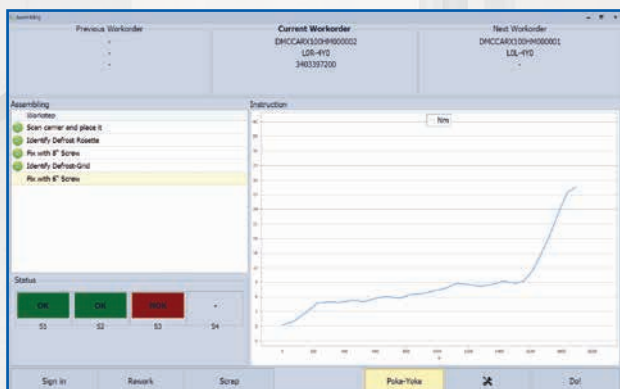 Assembling
Previous Workorder
-
-
-
Current Workorder
DMCCARX100HM000002
L0R-4Y0
3403397200
Next Workorder
DMCCARX100HM000001
L0L-4Y0
-
Assembling
Workstep
Scan carrier and place it
Identify Defrost Rosette
Fix with 8" Screw
Identify Defrost-Grid
Fix with 6" Screw
Instruction
Nm
Status
OK
OK
NOK
-
S1
S2
S3
S4
Sign in
Rework
Scrap
Poka-Yoka
Do!